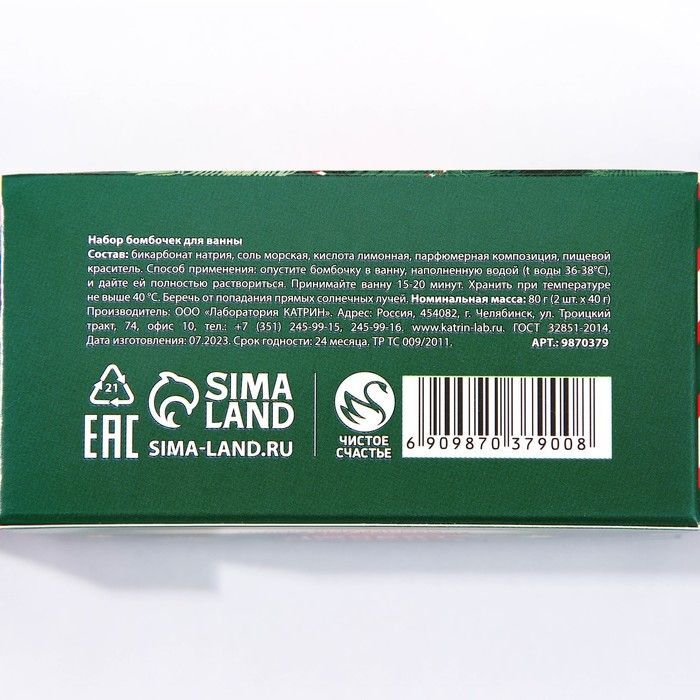 Набор бомбочек для ванны
Состав: бикарбонат натрия, соль морская, кислота лимонная, парфюмерная композиция, пищевой
краситель. Способ применения: опустите бомбочку в ванну, наполненную водой (t воды 36-38°C),
и дайте ей полностью раствориться. Принимайте ванну 15-20 минут. Хранить при температуре
не выше 40 °C. Беречь от попадания прямых солнечных лучей. Номинальная масса: 80 г (2 шт. х 40 г)
Производитель: ООО «Лаборатория КАТРИН». Адрес: Россия, 454082, г. Челябинск, ул. Троицкий
тракт, 74, офис 10, тел.: +7 (351) 245-99-15, 245-99-16. www.katrin-lab.ru. ГОСТ 32851-2014.
Дата изготовления: 07.2023. Срок годности: 24 месяца. ТР ТС 009/2011. АРТ.: 9870379
21
EAC
SIMA
LAND
SIMA-LAND.RU
ЧИСТОЕ
СЧАСТЬЕ
6 909870 379008